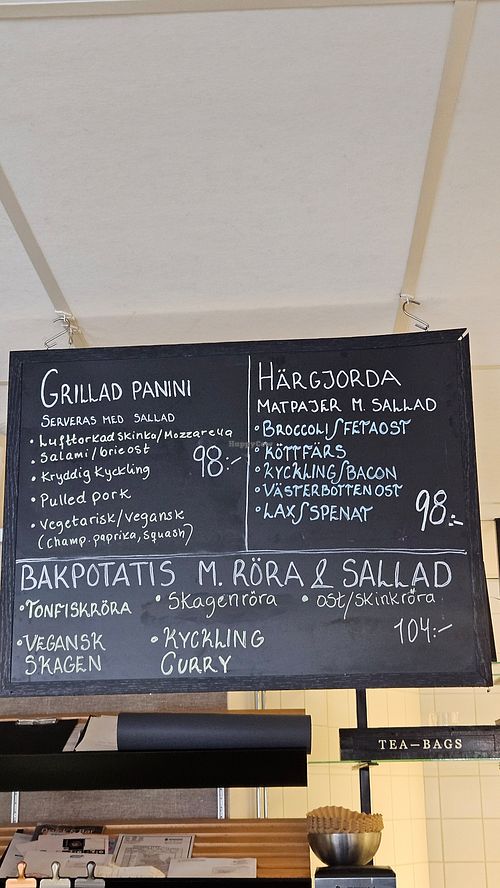 GRILLAD PANINI
SERVERAS MED SALLAD
• Lufttorkad skinka/Mozzarella
• Salami/brieost
• Kryddig kyckling
• Pulled pork
• Vegetarisk/vegansk
(champ. paprika, squash)
98:-
HÄRGJORDA
MATPAJER M. SALLAD
• BROCCOLI/FETAOST
• KÖTTFÄRS
• KYCKLING/BACON
• VÄSTERBOTTENOST
• LAX/SPENAT
98:-
BAKPOTATIS M. RÖRA & SALLAD
• TONFISKRÖRA • Skagenröra • OST/SKINKRÖRA
• VEGANSK SKAGEN
• KYCKLING CURRY
104:-
HappyCow
TEA—BAGS